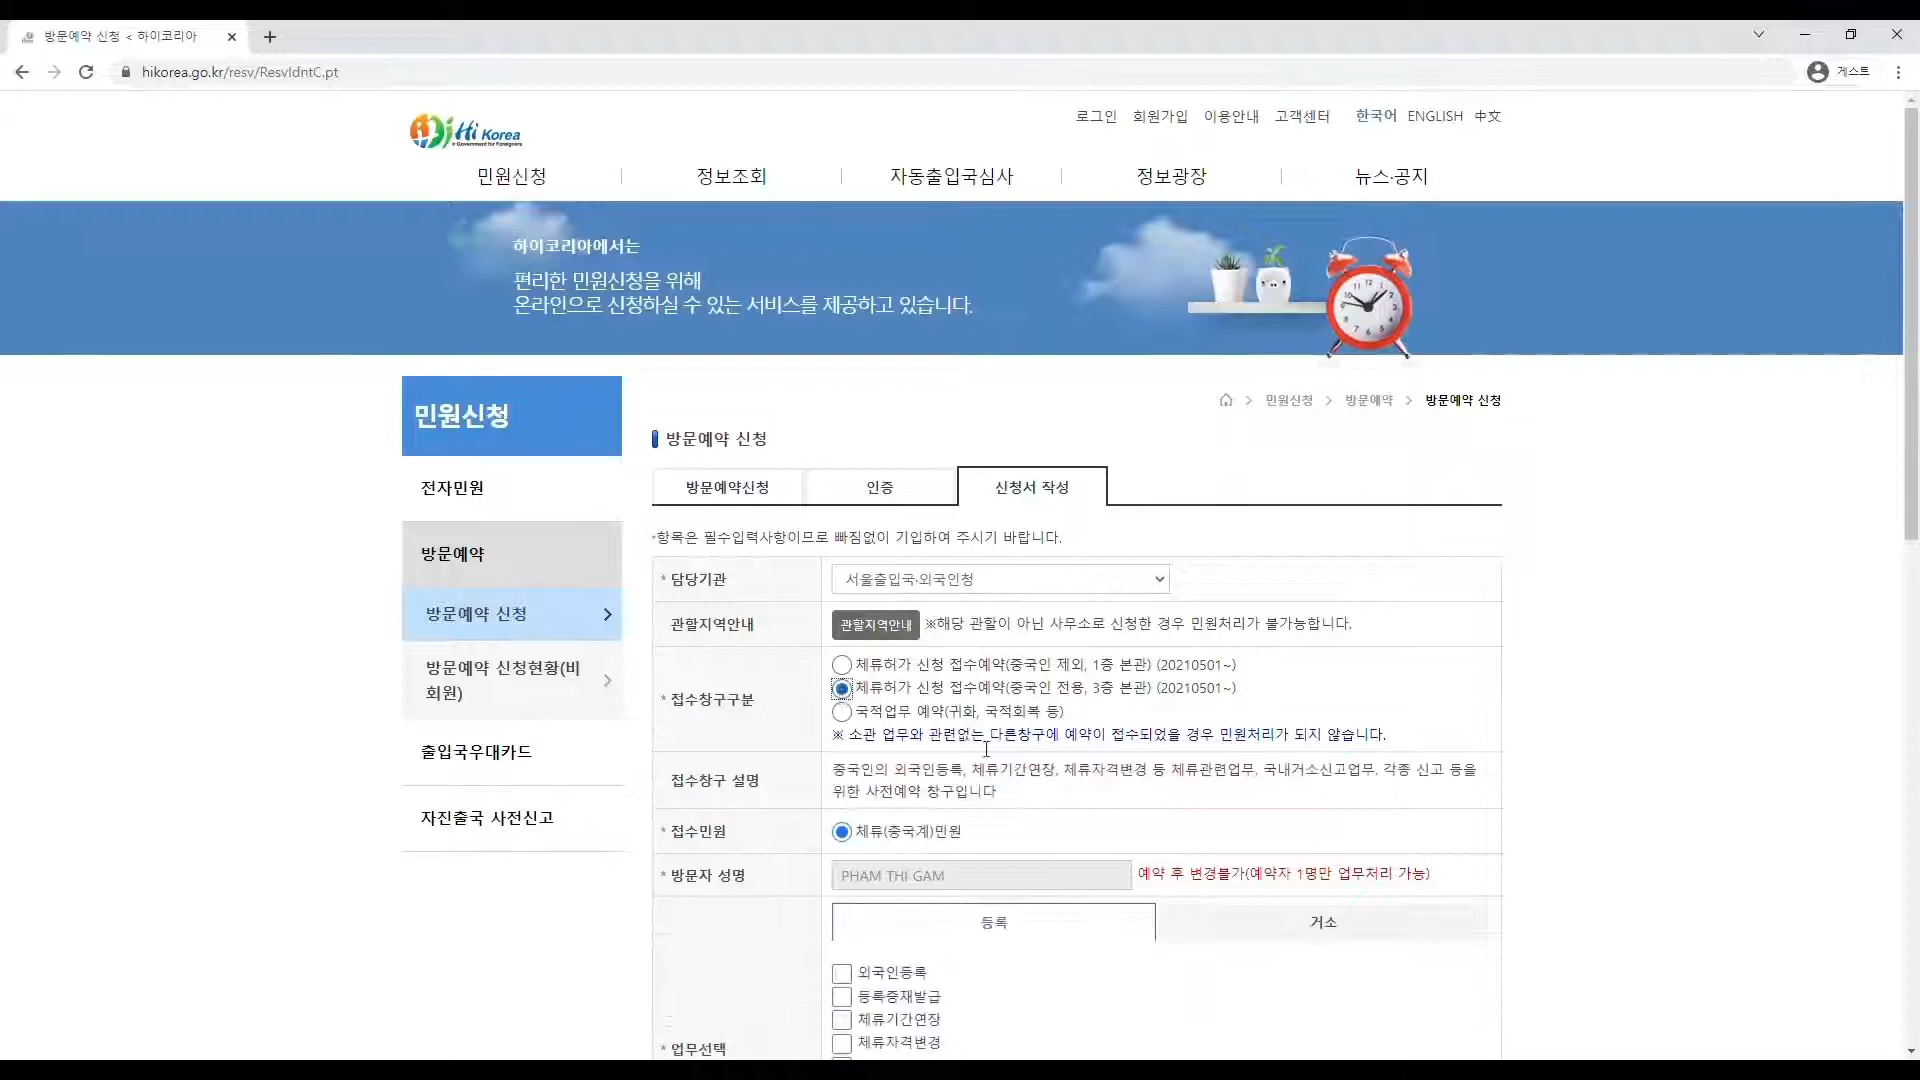 방문예약 신청 < 하이코리아
hikorea.go.kr/resv/ResvIdntC.pt
게스트
Hi Korea
e Government for Foreigners
로그인 회원가입 이용안내 고객센터 한국어 ENGLISH 中文
민원신청 정보조회 자동출입국심사 정보광장 뉴스·공지
하이코리아에서는
편리한 민원신청을 위해
온라인으로 신청하실 수 있는 서비스를 제공하고 있습니다.
민원신청
전자민원
방문예약
방문예약 신청
방문예약 신청현황(비
회원)
출입국우대카드
자진출국 사전신고
민원신청 > 방문예약 > 방문예약 신청
방문예약 신청
방문예약신청 인증 신청서 작성
*항목은 필수입력사항이므로 빠짐없이 기입하여 주시기 바랍니다.
* 담당기관 서울출입국·외국인청
관할지역안내 관할지역안내 ※해당 관할이 아닌 사무소로 신청한 경우 민원처리가 불가능합니다.
* 접수창구구분
체류허가 신청 접수예약(중국인 제외, 1층 본관) (20210501~)
체류허가 신청 접수예약(중국인 전용, 3층 본관) (20210501~)
국적업무 예약(귀화, 국적회복 등)
※ 소관 업무와 관련없는 다른창구에 예약이 접수되었을 경우 민원처리가 되지 않습니다.
접수창구 설명
중국인의 외국인등록, 체류기간연장, 체류자격변경 등 체류관련업무, 국내거소신고업무, 각종 신고 등을
위한 사전예약 창구입니다
* 접수민원 체류(중국계)민원
* 방문자 성명 PHAM THI GAM 예약 후 변경불가(예약자 1명만 업무처리 가능)
등록 거소
* 업무선택
외국인등록
등록증재발급
체류기간연장
체류자격변경